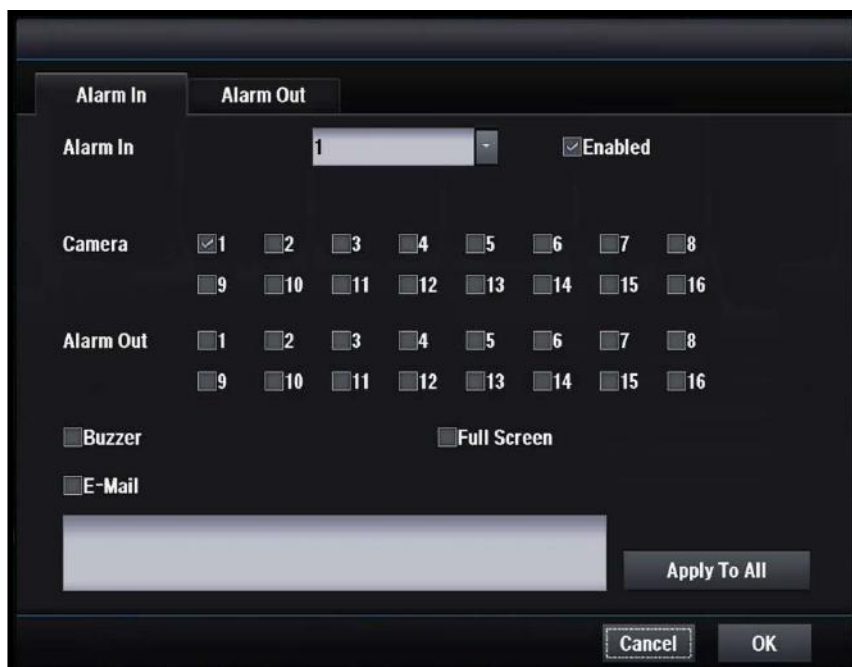 Alarm In Alarm Out
Alarm In 1 Enabled
Camera 1 2 3 4 5 6 7 8
9 10 11 12 13 14 15 16
Alarm Out 1 2 3 4 5 6 7 8
9 10 11 12 13 14 15 16
Buzzer Full Screen
E-Mail
Apply To All
Cancel OK